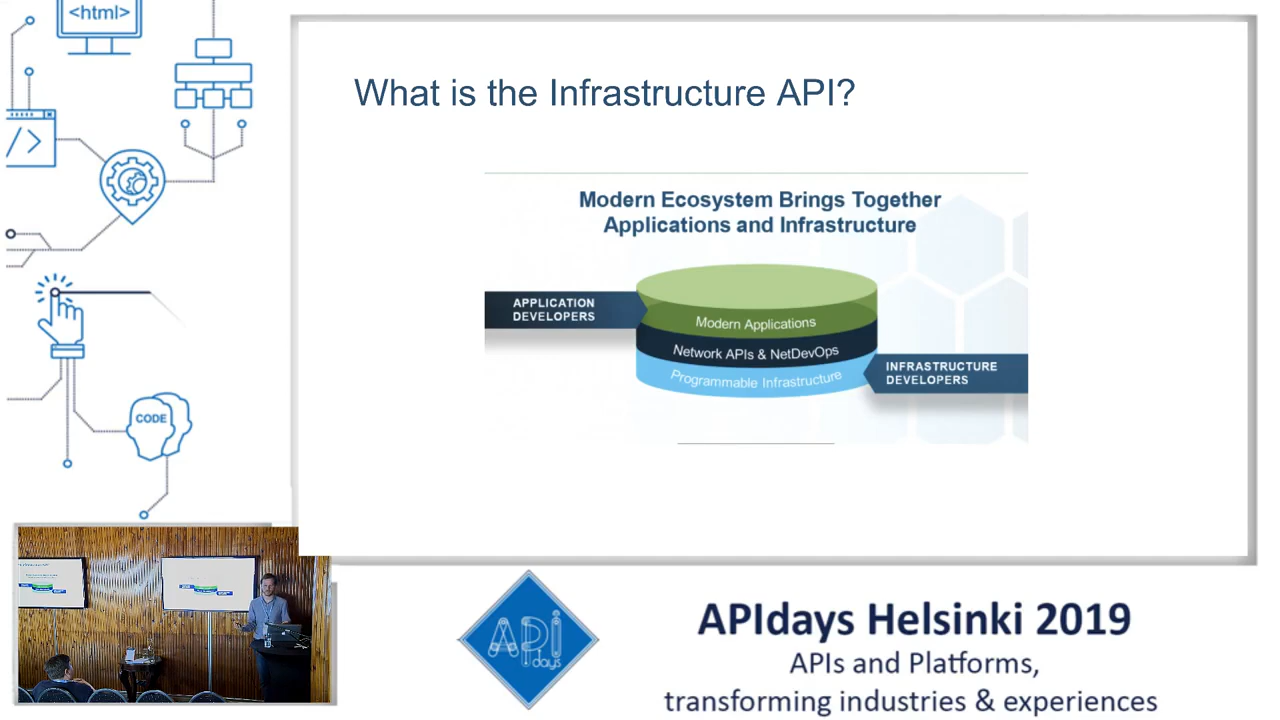 <html>
What is the Infrastructure API?
Modern Ecosystem Brings Together
Applications and Infrastructure
APPLICATION
DEVELOPERS
Modern Applications
Network APIs & NetDevOps
Programmable Infrastructure
INFRASTRUCTURE
DEVELOPERS
/>
CODE
API
days
APIdays Helsinki 2019
APIs and Platforms,
transforming industries & experiences